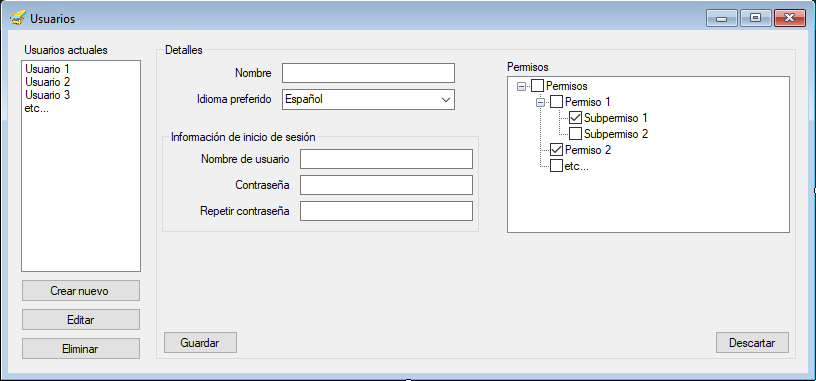 Usuarios
Usuarios actuales
Usuario 1
Usuario 2
Usuario 3
etc...
Crear nuevo
Editar
Eliminar
Detalles
Nombre
Idioma preferido Español
Información de inicio de sesión
Nombre de usuario
Contraseña
Repetir contraseña
Permisos
Permisos
Permiso 1
Subpermiso 1
Subpermiso 2
Permiso 2
etc...
Guardar
Descartar